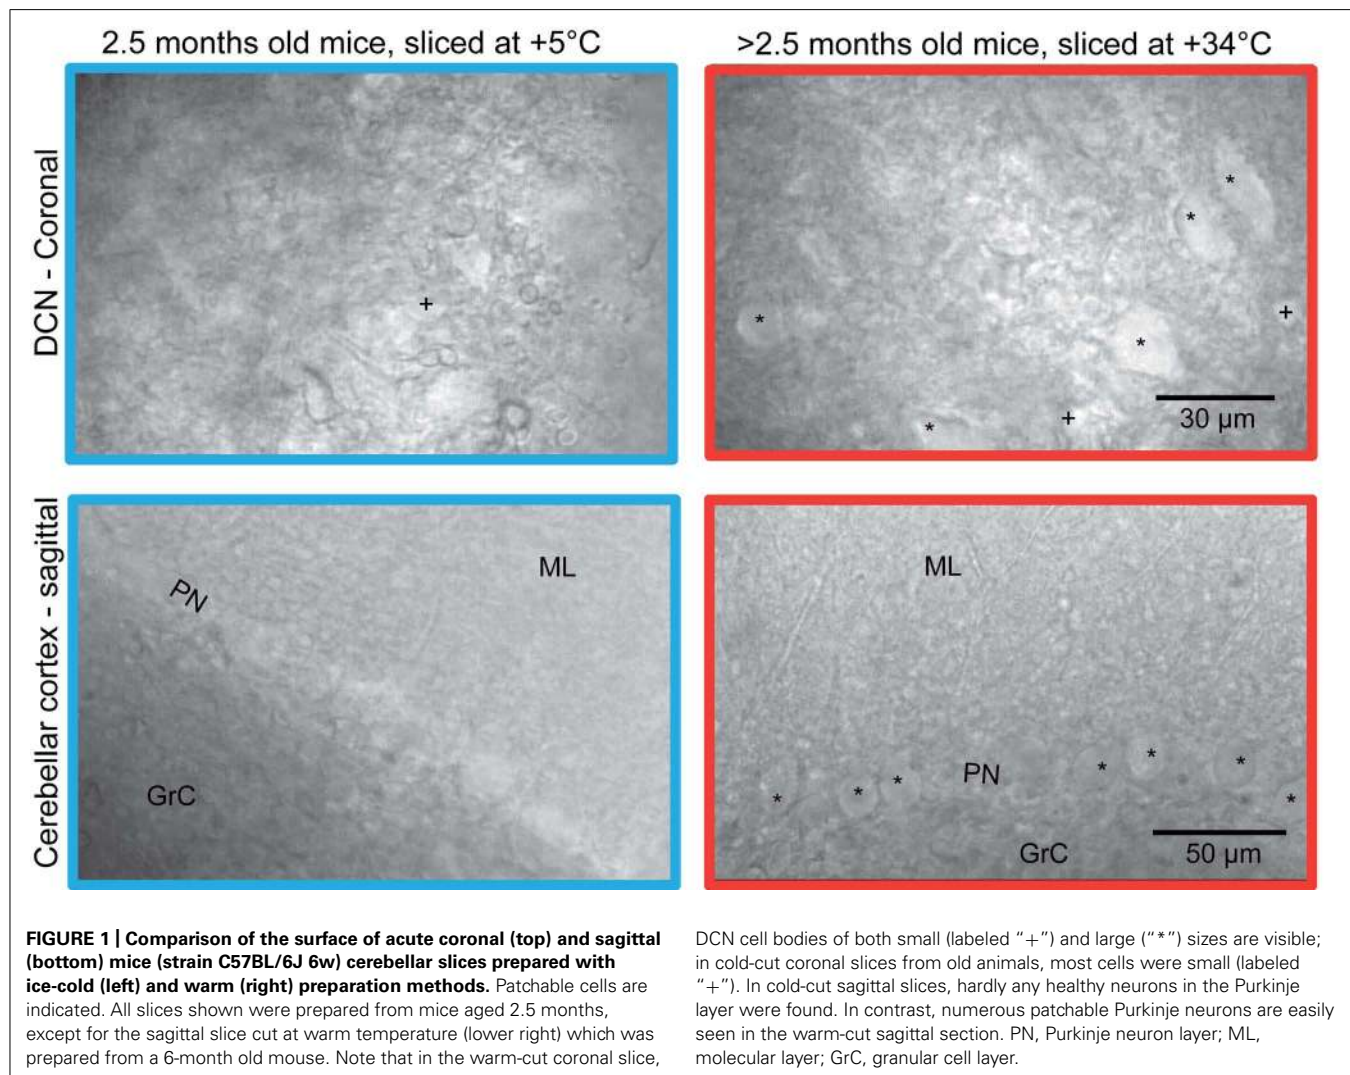 2.5 months old mice, sliced at +5°C
>2.5 months old mice, sliced at +34°C
DCN - Coronal
+
*
*
*
*
+
*
+
30 µm
Cerebellar cortex - sagittal
PN
ML
GrC
ML
*
*
*
PN
*
*
*
*
GrC
50 µm
FIGURE 1 | Comparison of the surface of acute coronal (top) and sagittal
(bottom) mice (strain C57BL/6J 6w) cerebellar slices prepared with
ice-cold (left) and warm (right) preparation methods. Patchable cells are
indicated. All slices shown were prepared from mice aged 2.5 months,
except for the sagittal slice cut at warm temperature (lower right) which was
prepared from a 6-month old mouse. Note that in the warm-cut coronal slice,
DCN cell bodies of both small (labeled “+”) and large (“*”) sizes are visible;
in cold-cut coronal slices from old animals, most cells were small (labeled
“+”). In cold-cut sagittal slices, hardly any healthy neurons in the Purkinje
layer were found. In contrast, numerous patchable Purkinje neurons are easily
seen in the warm-cut sagittal section. PN, Purkinje neuron layer; ML,
molecular layer; GrC, granular cell layer.